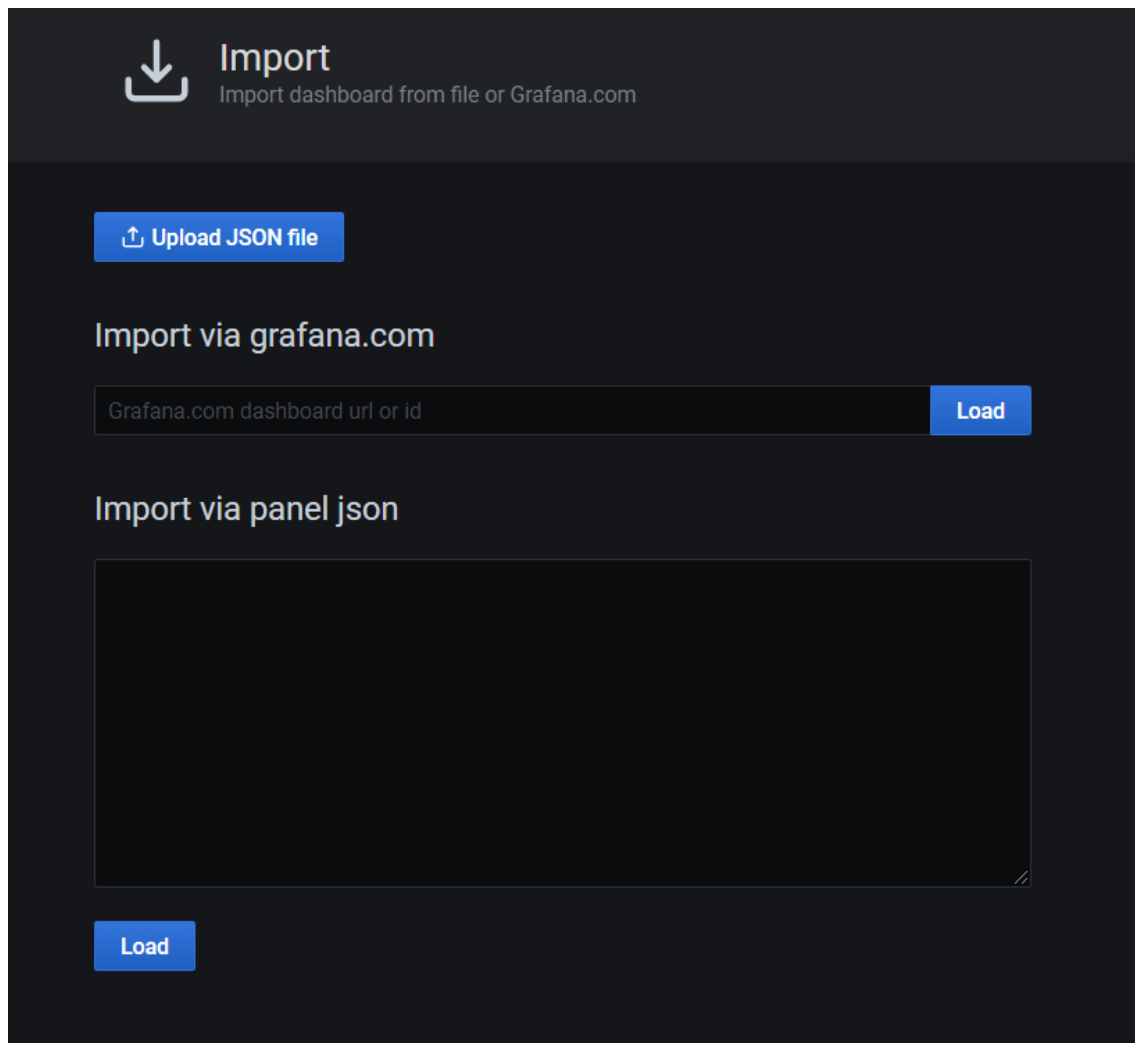 Import
Import dashboard from file or Grafana.com
Upload JSON file
Import via grafana.com
Grafana.com dashboard url or id
Load
Import via panel json
Load